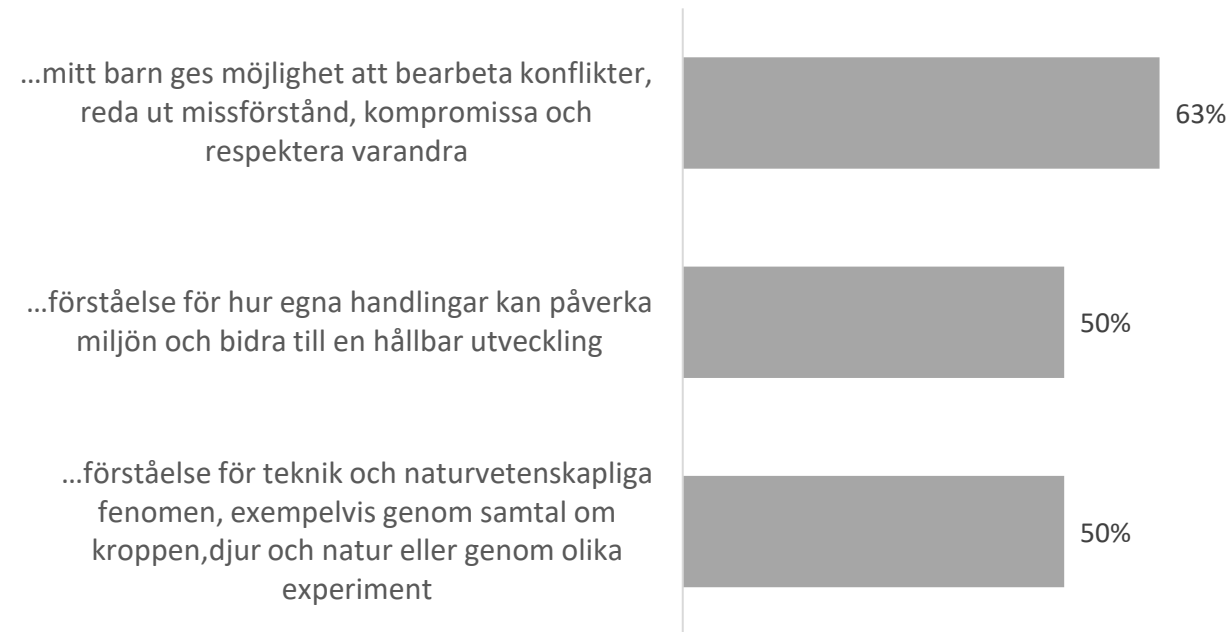 ...mitt barn ges möjlighet att bearbeta konflikter,
reda ut missförstånd, kompromissa och
respektera varandra
63%
...förståelse för hur egna handlingar kan påverka
miljön och bidra till en hållbar utveckling
50%
...förståelse för teknik och naturvetenskapliga
fenomen, exempelvis genom samtal om
kroppen,djur och natur eller genom olika
experiment
50%